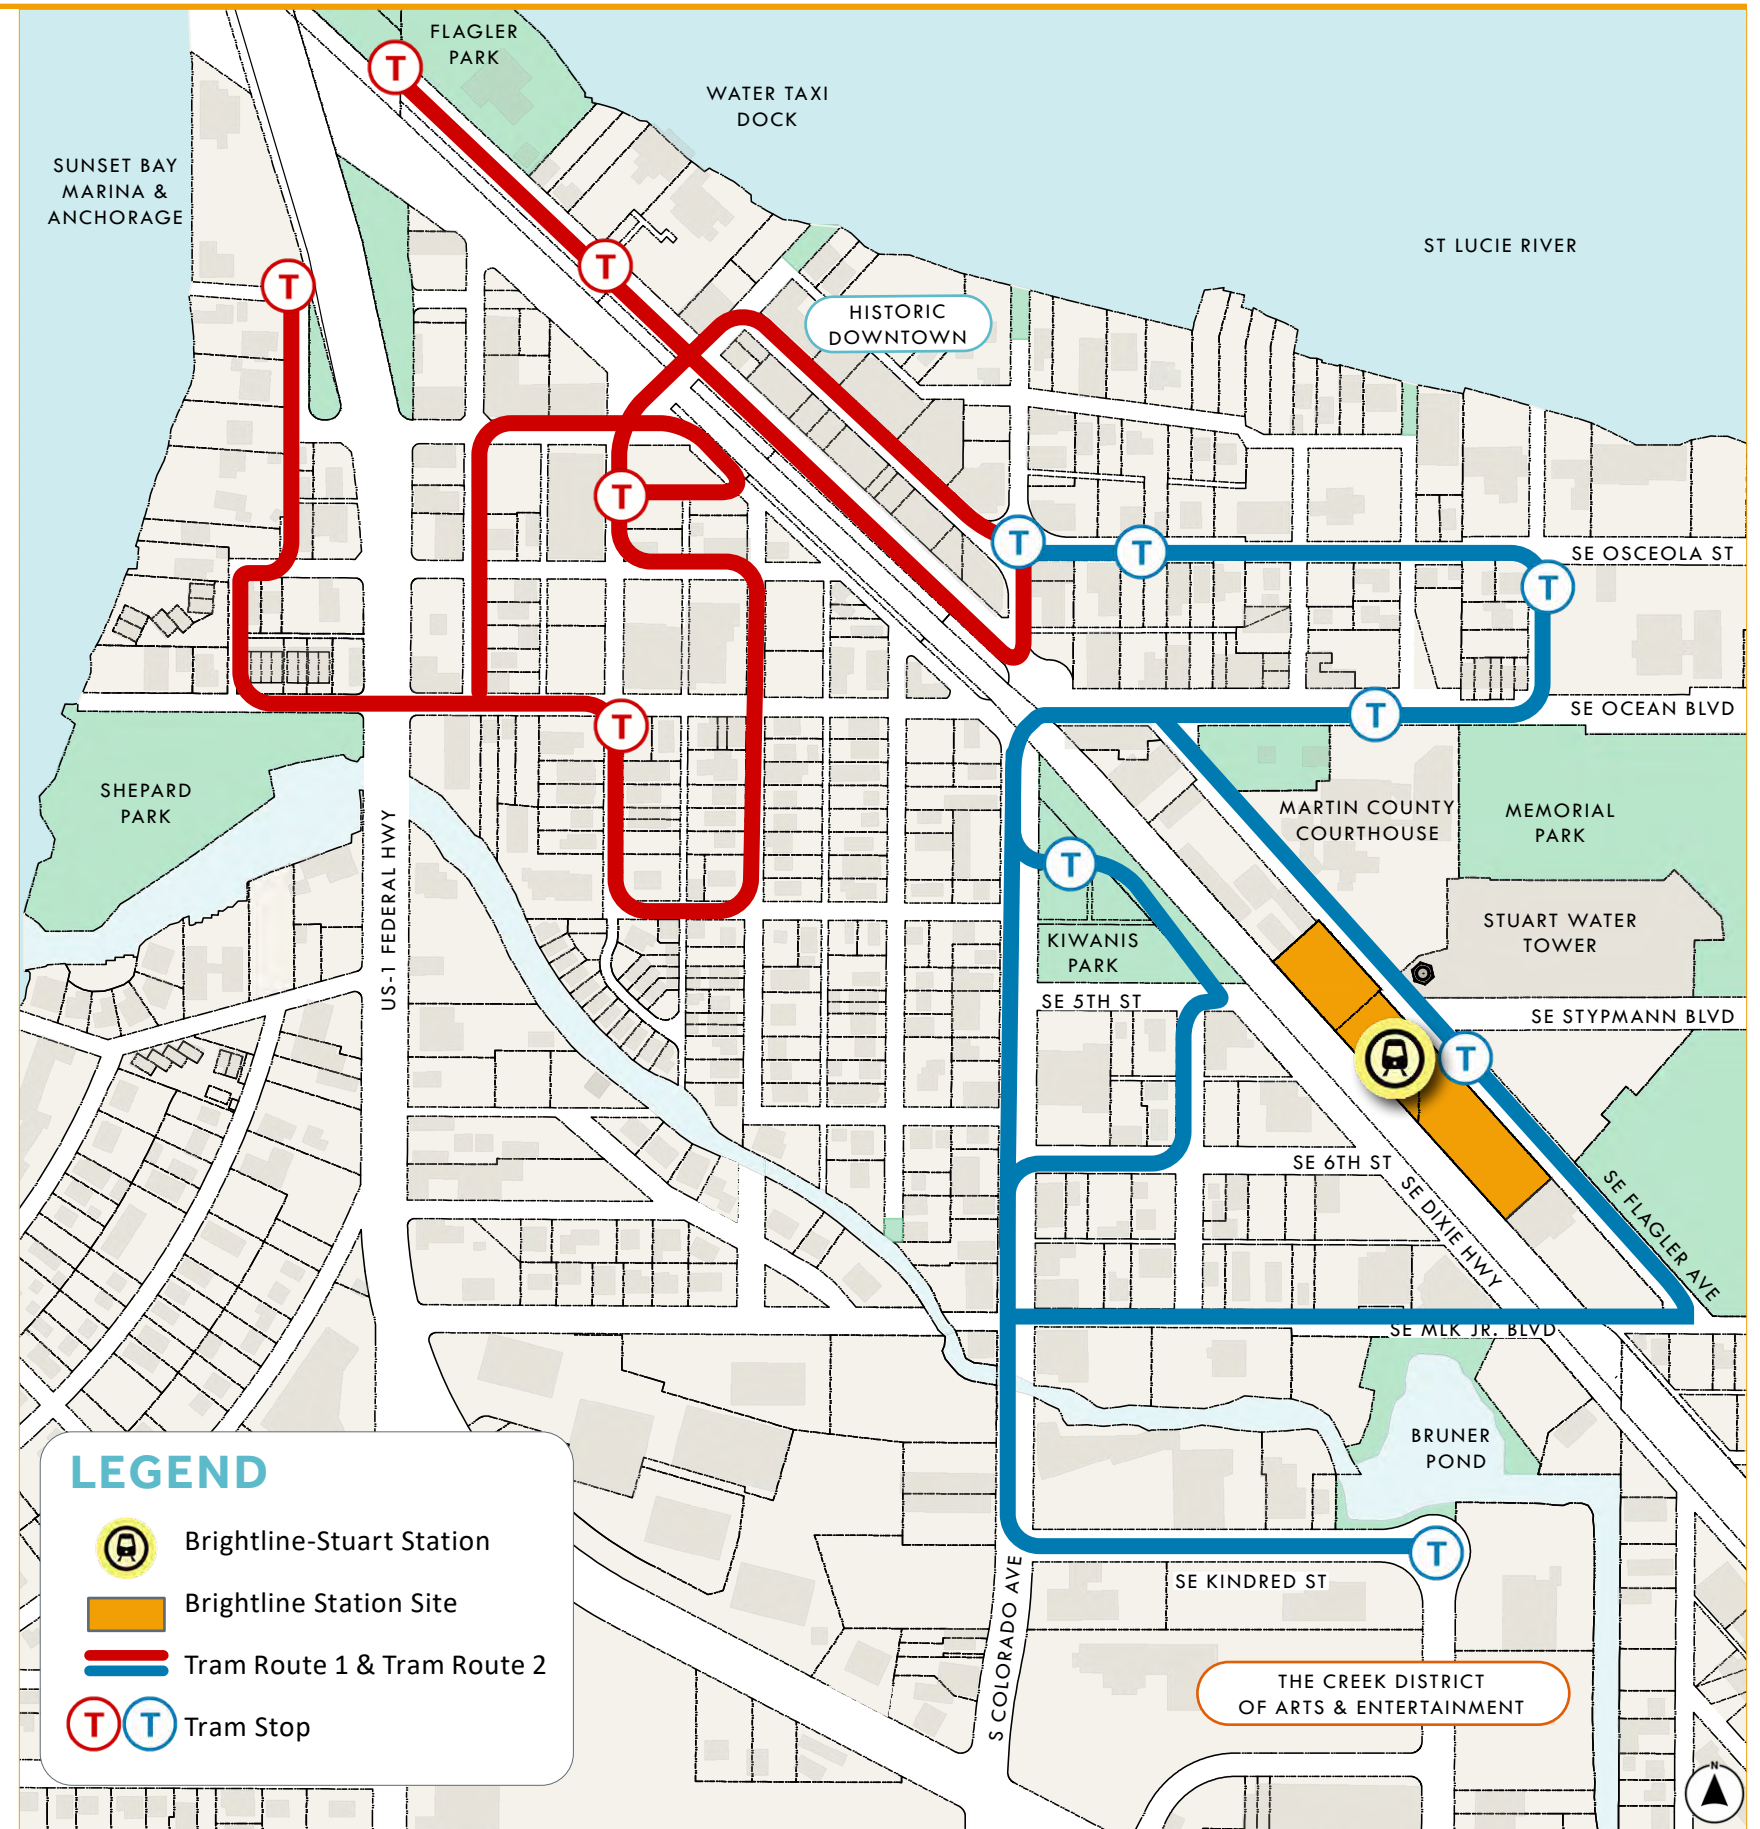 FLAGLER
PARK
T
WATER TAXI
DOCK
SUNSET BAY
MARINA &
ANCHORAGE
ST LUCIE RIVER
T
T
HISTORIC
DOWNTOWN
T
T
T
SE OSCEOLA ST
T
SE OCEAN BLVD
T
T
SHEPARD
PARK
MARTIN COUNTY
COURTHOUSE
MEMORIAL
PARK
US-1 FEDERAL HWY
T
STUART WATER
TOWER
KIWANIS
PARK
SE 5TH ST
SE STYPMANN BLVD
T
SE 6TH ST
SE DIXIE HWY
SE FLAGLER AVE
SE MLK JR. BLVD
BRUNER
POND
T
SE KINDRED ST
S COLORADO AVE
THE CREEK DISTRICT
OF ARTS & ENTERTAINMENT
LEGEND
Brightline-Stuart Station
Brightline Station Site
Tram Route 1 & Tram Route 2
T T Tram Stop
N